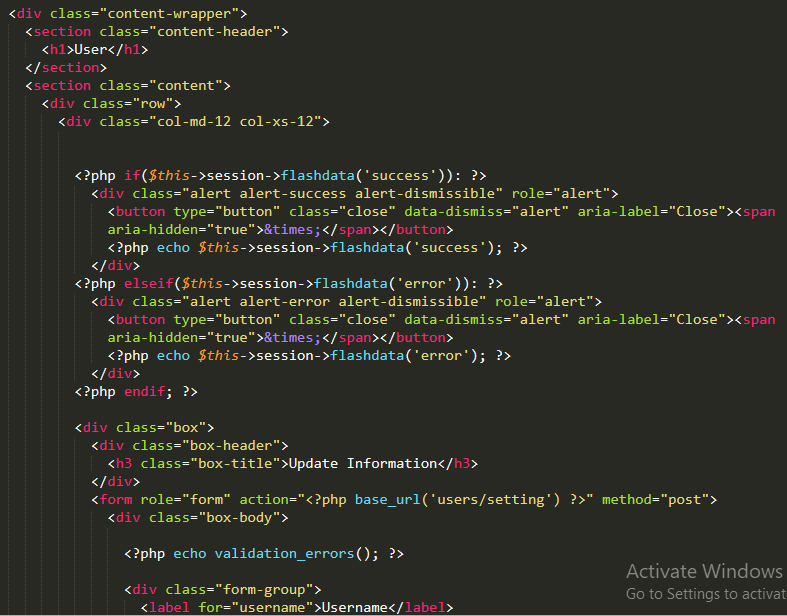 <div class="content-wrapper">
<section class="content-header">
<h1>User</h1>
</section>
<section class="content">
<div class="row">
<div class="col-md-12 col-xs-12">
<?php if($this->session->flashdata('success')): ?>
<div class="alert alert-success alert-dismissible" role="alert">
<button type="button" class="close" data-dismiss="alert" aria-label="Close"><span
aria-hidden="true">&times;</span></button>
<?php echo $this->session->flashdata('success'); ?>
</div>
<?php elseif($this->session->flashdata('error')): ?>
<div class="alert alert-error alert-dismissible" role="alert">
<button type="button" class="close" data-dismiss="alert" aria-label="Close"><span
aria-hidden="true">&times;</span></button>
<?php echo $this->session->flashdata('error'); ?>
</div>
<?php endif; ?>
<div class="box">
<div class="box-header">
<h3 class="box-title">Update Information</h3>
</div>
<form role="form" action="<?php base_url('users/setting') ?>" method="post">
<div class="box-body">
<?php echo validation_errors(); ?>
<div class="form-group">
<label for="username">Username</label>
Activate Windows
Go to Settings to activat